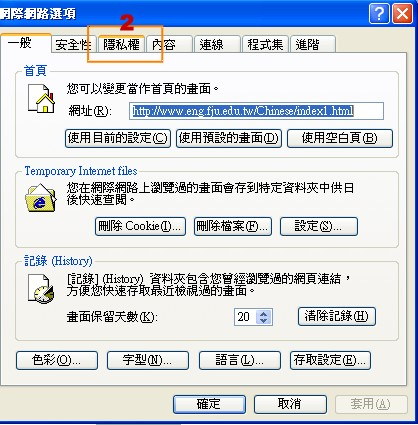 網際網路選項
2
一般 安全性 隱私權 內容 連線 程式集 進階
首頁
您可以變更當作首頁的畫面。
網址(R): http://www.eng.fju.edu.tw/Chinese/index1.html
使用目前的設定(C) 使用預設的畫面(D) 使用空白頁(B)
Temporary Internet files
您在網際網路上瀏覽過的畫面會存到特定資料夾中供日
後快速查閱。
刪除 Cookie(I)... 刪除檔案(F)... 設定(S)...
記錄 (History)
[記錄] (History) 資料夾包含您曾經瀏覽過的網頁連結，
方便您快速存取最近檢視過的畫面。
畫面保留天數(K): 20 清除記錄(H)
色彩(O)... 字型(N)... 語言(L)... 存取設定(E)...
確定 取消 套用(A)